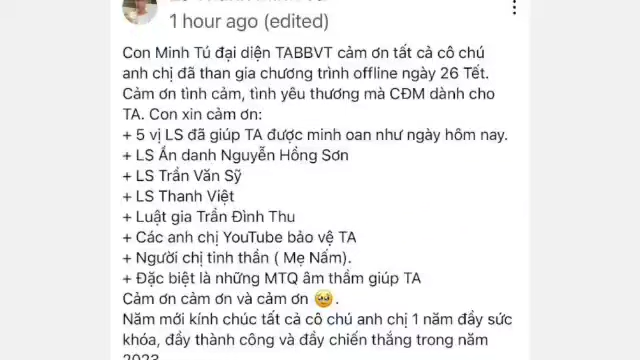 1 hour ago (edited)
Con Minh Tú đại diện TABBVT cảm ơn tất cả cô chú
anh chị đã than gia chương trình offline ngày 26 Tết.
Cảm ơn tình cảm, tình yêu thương mà CĐM dành cho
TA. Con xin cảm ơn:
+ 5 vị LS đã giúp TA được minh oan như ngày hôm nay.
+ LS Ẩn danh Nguyễn Hồng Sơn
+ LS Trần Văn Sỹ
+ LS Thanh Việt
+ Luật gia Trần Đình Thu
+ Các anh chị YouTube bảo vệ TA
+ Người chị tinh thần ( Mẹ Nấm).
+ Đặc biệt là những MTQ âm thầm giúp TA
Cảm ơn cảm ơn và cảm ơn 🥹.
Năm mới kính chúc tất cả cô chú anh chị 1 năm đầy sức
khóa, đầy thành công và đầy chiến thắng trong năm
2023